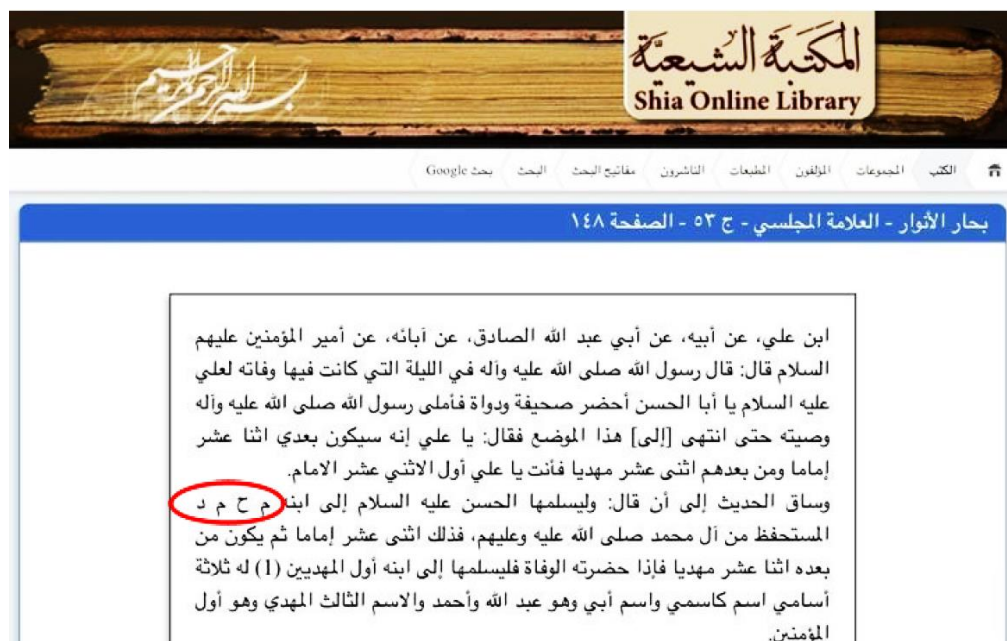 بسم الله الرحمن الرحيم
المكتبة الشيعية
Shia Online Library
الكتب
المجموعات
المؤلفون
الطبعات
الناشرون
مفاتيح البحث
البحث
بحث Google
بحار الأنوار - العلامة المجلسي - ج ٥٣ - الصفحة ١٤٨
ابن علي، عن أبيه، عن أبي عبد الله الصادق، عن آبائه، عن أمير المؤمنين عليهم
السلام قال: قال رسول الله صلى الله عليه وآله في الليلة التي كانت فيها وفاته لعلي
عليه السلام يا أبا الحسن أحضر صحيفة ودواة فأملى رسول الله صلى الله عليه وآله
وصيته حتى انتهى [إلى] هذا الموضع فقال: يا علي إنه سيكون بعدي اثنا عشر
إماما ومن بعدهم اثنى عشر مهديا فأنت يا علي أول الاثني عشر الامام.
وساق الحديث إلى أن قال: وليسلمها الحسن عليه السلام إلى ابنه م ح م د
المستحفظ من آل محمد صلى الله عليه وعليهم، فذلك اثنى عشر إماما ثم يكون من
بعده اثنا عشر مهديا فإذا حضرته الوفاة فليسلمها إلى ابنه أول المهديين (1) له ثلاثة
أسامي اسم كاسمي واسم أبي وهو عبد الله وأحمد والاسم الثالث المهدي وهو أول
المؤمنين.